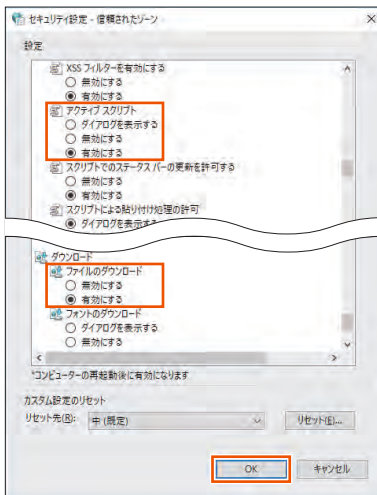 セキュリティ設定 - 信頼されたゾーン
設定
XSS フィルターを有効にする
無効にする
有効にする
アクティブ スクリプト
ダイアログを表示する
無効にする
有効にする
スクリプトでのステータス バーの更新を許可する
無効にする
有効にする
スクリプトによる貼り付け処理の許可
ダイアログを表示する
ダウンロード
ファイルのダウンロード
無効にする
有効にする
フォントのダウンロード
ダイアログを表示する
無効にする
*コンピューターの再起動後に有効になります
カスタム設定のリセット
リセット先(R): 中 (既定) リセット(E)...
OK キャンセル